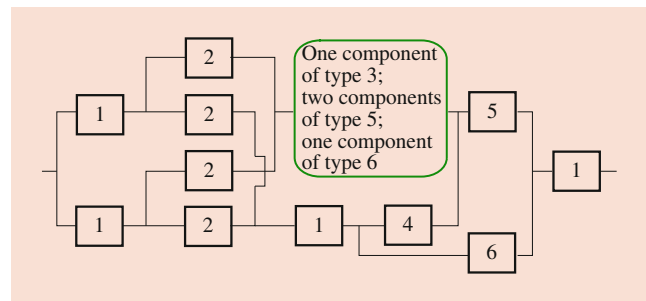 2
One component
of type 3;
two components
of type 5;
one component
of type 6
1
2
5
2
1
1
2
1
4
6